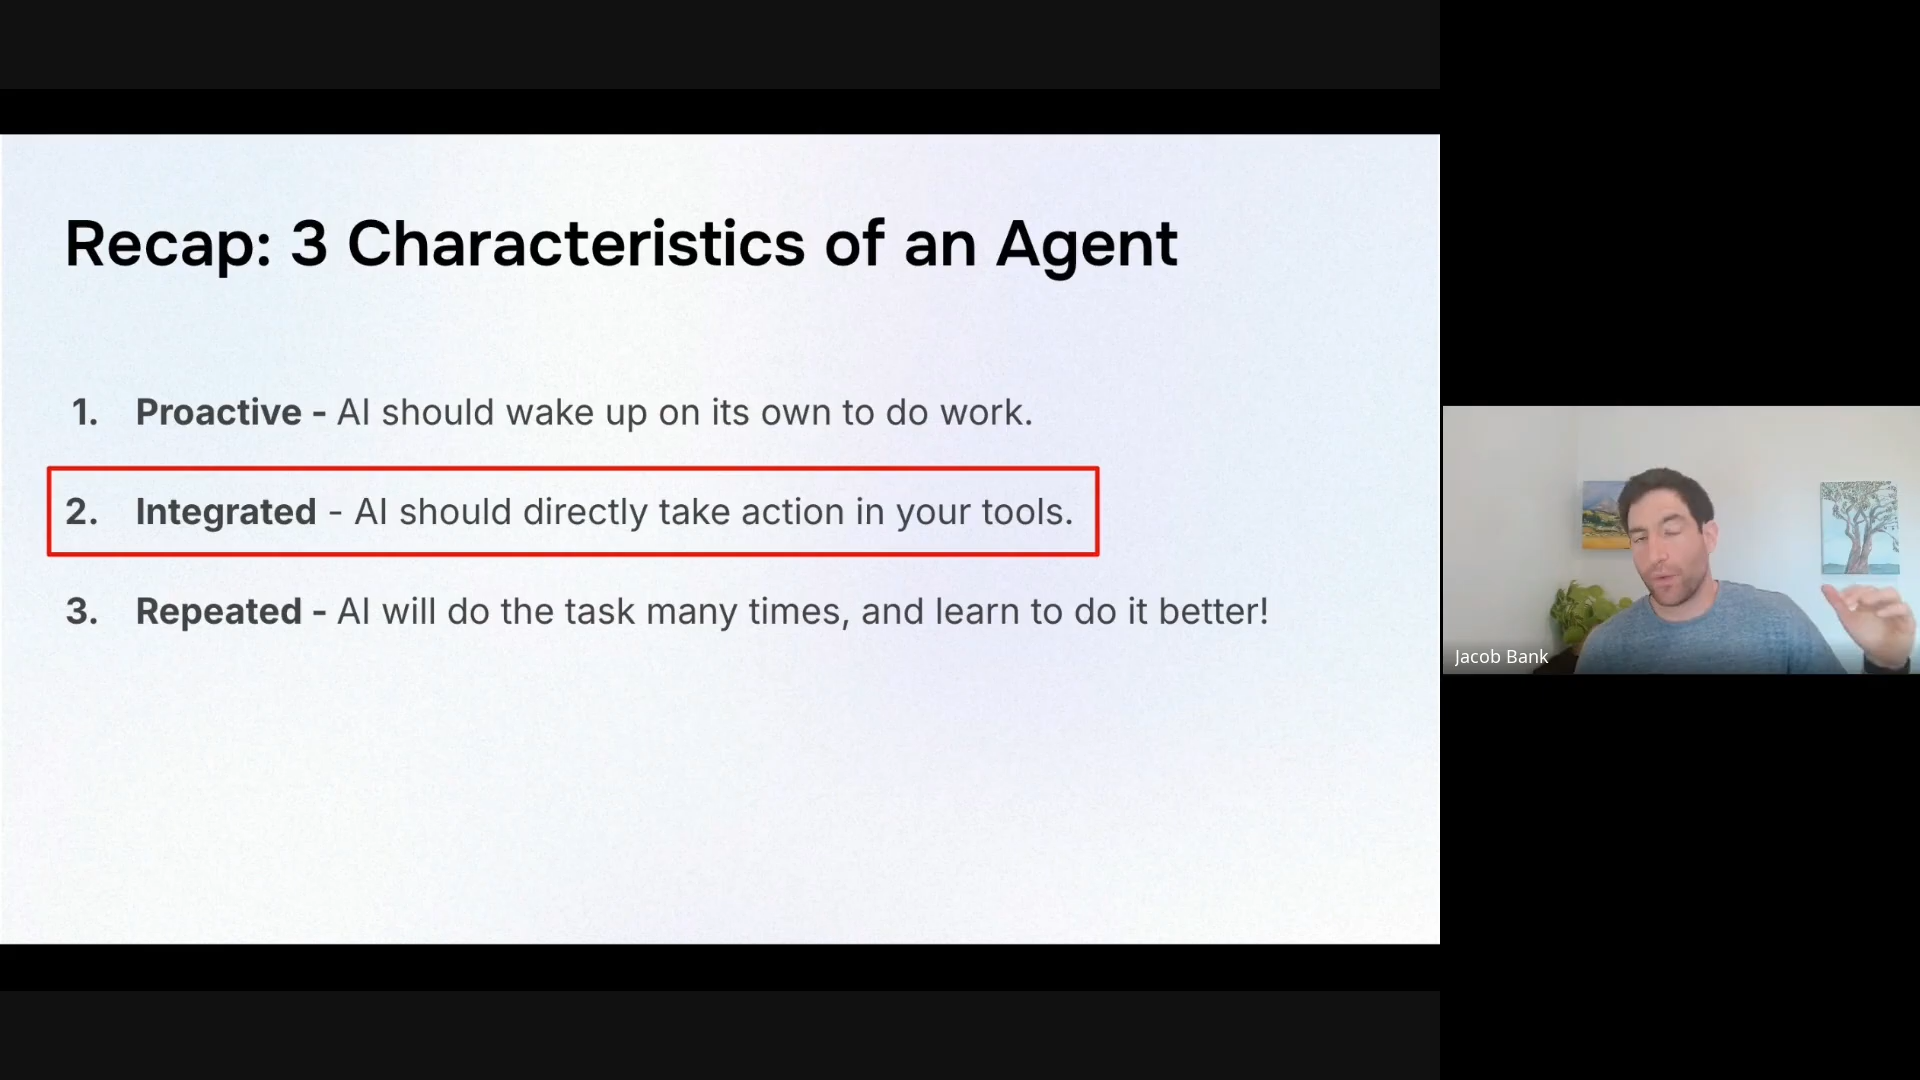 Recap: 3 Characteristics of an Agent
1. Proactive - AI should wake up on its own to do work.
2. Integrated - AI should directly take action in your tools.
3. Repeated - AI will do the task many times, and learn to do it better!
Jacob Bank